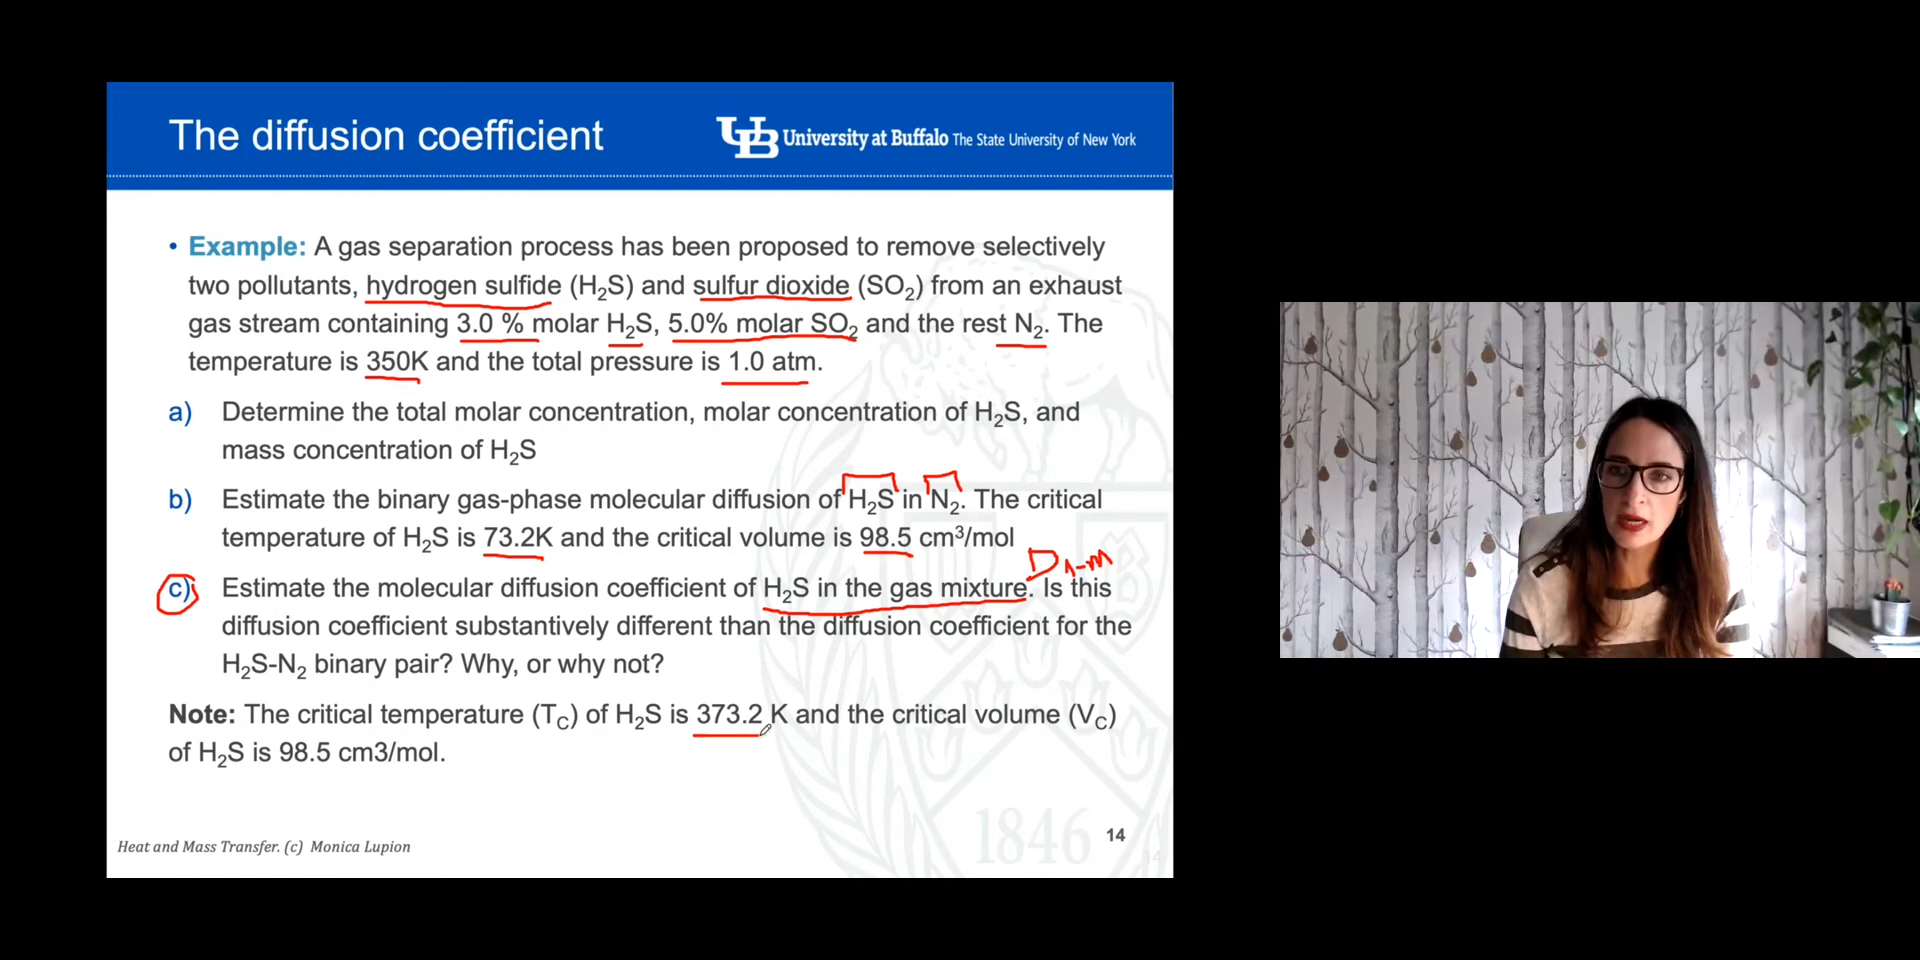 The diffusion coefficient
UB University at Buffalo The State University of New York
• Example: A gas separation process has been proposed to remove selectively
two pollutants, hydrogen sulfide (H₂S) and sulfur dioxide (SO₂) from an exhaust
gas stream containing 3.0 % molar H₂S, 5.0% molar SO₂ and the rest N₂. The
temperature is 350K and the total pressure is 1.0 atm.
a) Determine the total molar concentration, molar concentration of H₂S, and
mass concentration of H₂S
b) Estimate the binary gas-phase molecular diffusion of H₂S in N₂. The critical
temperature of H₂S is 73.2K and the critical volume is 98.5 cm³/mol
D₁₋ₘ
c) Estimate the molecular diffusion coefficient of H₂S in the gas mixture. Is this
diffusion coefficient substantively different than the diffusion coefficient for the
H₂S-N₂ binary pair? Why, or why not?
Note: The critical temperature (T_C) of H₂S is 373.2 K and the critical volume (V_C)
of H₂S is 98.5 cm3/mol.
1846
14
14
Heat and Mass Transfer. (c) Monica Lupion